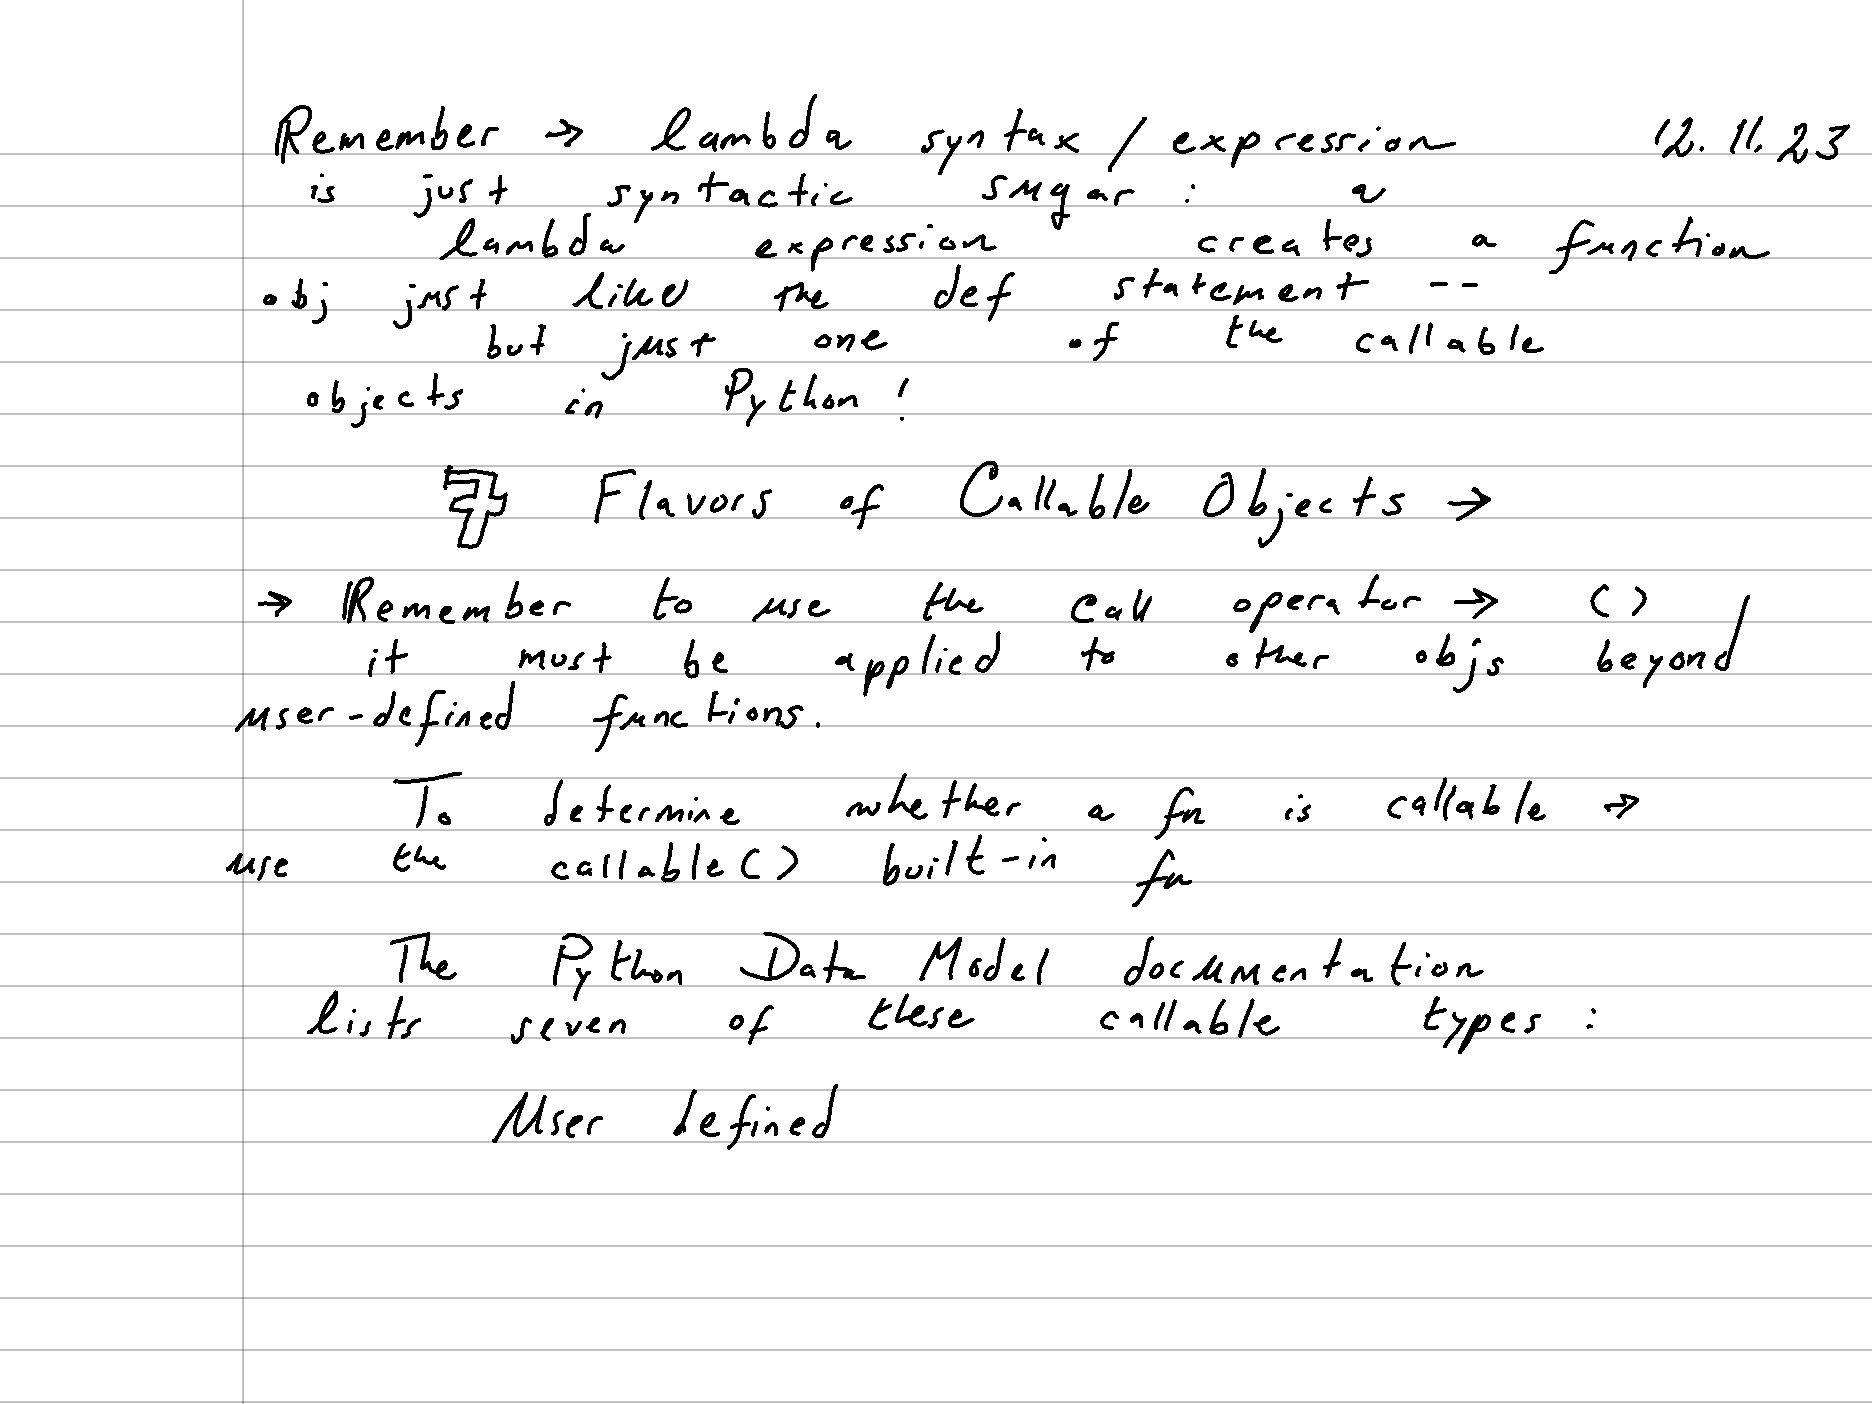 Remember → lambda syntax / expression 12.11.23
is just syntactic sugar : a
lambda expression creates a function
obj just like the def statement --
but just one of the callable
objects in Python!
7 Flavors of Callable Objects →
→ Remember to use the call operator → ()
it must be applied to other objs beyond
user-defined functions.
To determine whether a fn is callable →
use the callable() built-in fn
The Python Data Model documentation
lists seven of these callable types :
User defined